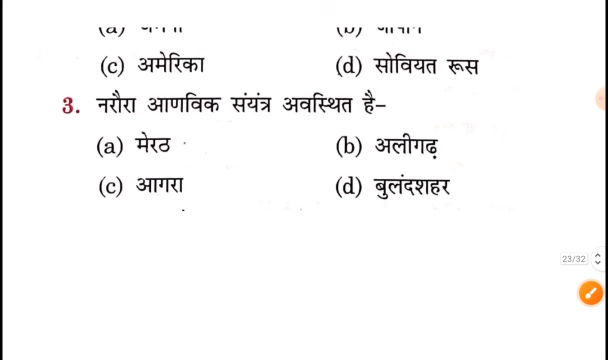 (c) अमेरिका (d) सोवियत रूस
3. नरौरा आणविक संयंत्र अवस्थित है–
(a) मेरठ (b) अलीगढ़
(c) आगरा (d) बुलंदशहर
23/32